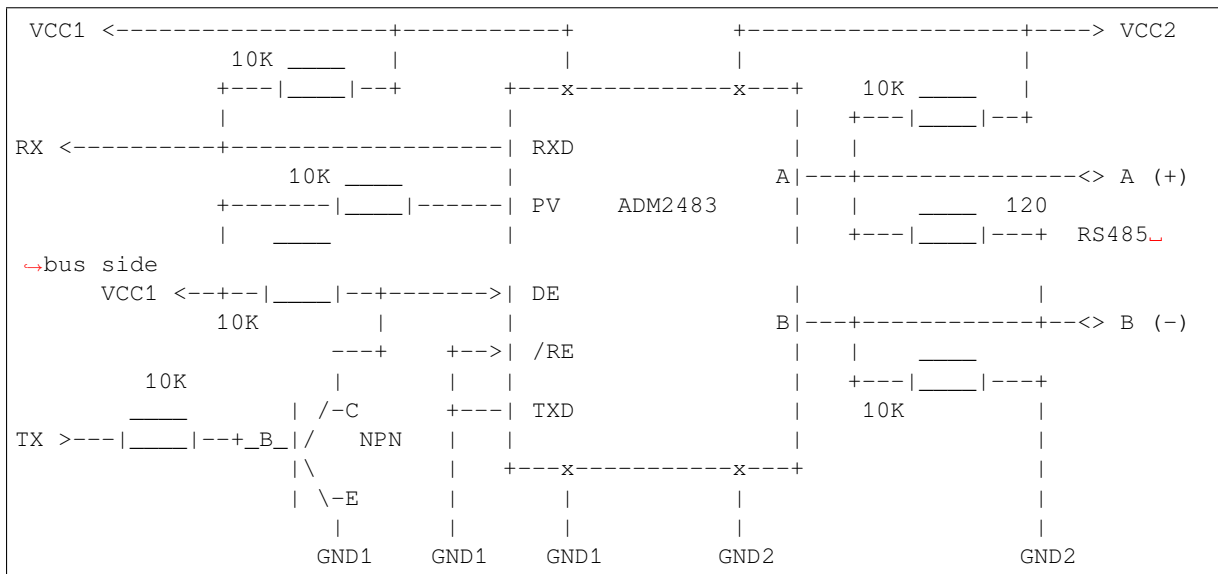 VCC1 <--------------------+------------+           +--------------------+----> VCC2
10K ____ | | | |
+---|____|--+       +---x-----------x---+    10K ____   |
| | | +---|____|--+
RX <----------+-------------------| RXD | |
10K ____ | A|---+---------------<> A (+)
+-------|____|------| PV    ADM2483 | | ____ 120
| ____ | | +---|____|---+  RS485␣
↪bus side
VCC1 <--+--|____|--+------->| DE | |
10K | | B|---+------------+--<> B (-)
---+    +-->| /RE | | ____
10K | | | | +---|____|---+
____ | /-C      +---| TXD | 10K |
TX >---|____|--+_B_|/   NPN | | | |
|\ | +---x-----------x---+ |
| \-E | | | |
| | | | |
GND1 GND1 GND1 GND2 GND2